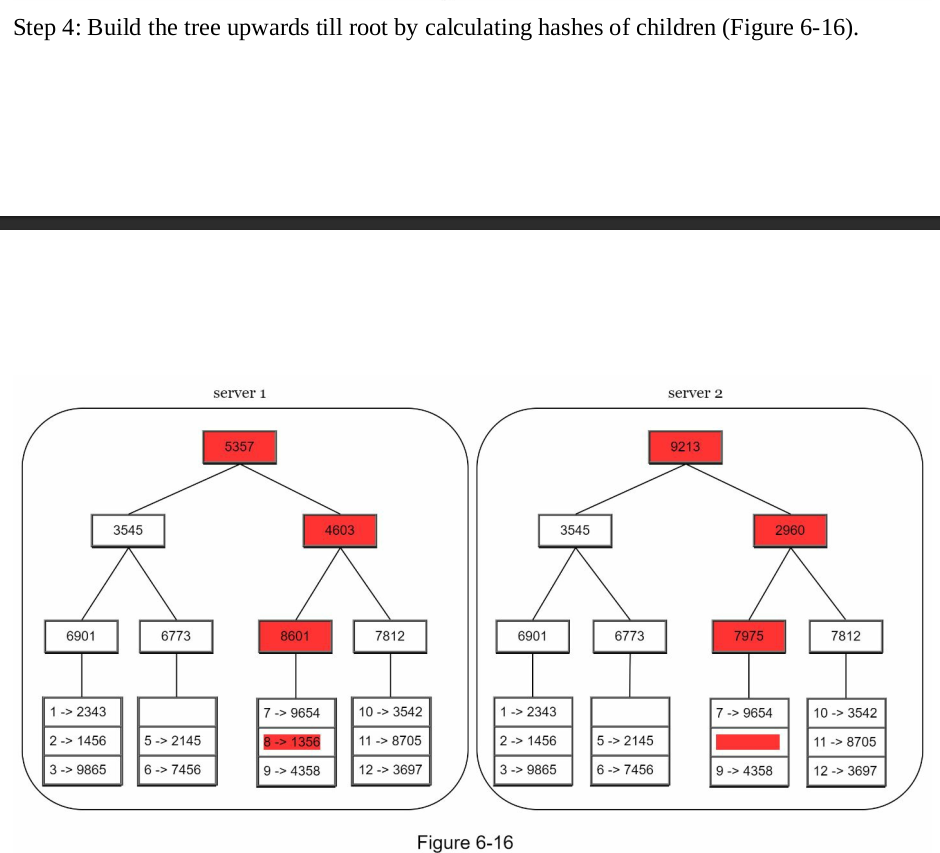 Step 4: Build the tree upwards till root by calculating hashes of children (Figure 6-16).
server 1
5357
3545
4603
6901
6773
8601
7812
1 -> 2343
2 -> 1456
3 -> 9865
5 -> 2145
6 -> 7456
7 -> 9654
8 -> 1356
9 -> 4358
10 -> 3542
11 -> 8705
12 -> 3697
server 2
9213
3545
2960
6901
6773
7975
7812
1 -> 2343
2 -> 1456
3 -> 9865
5 -> 2145
6 -> 7456
7 -> 9654
9 -> 4358
10 -> 3542
11 -> 8705
12 -> 3697
Figure 6-16